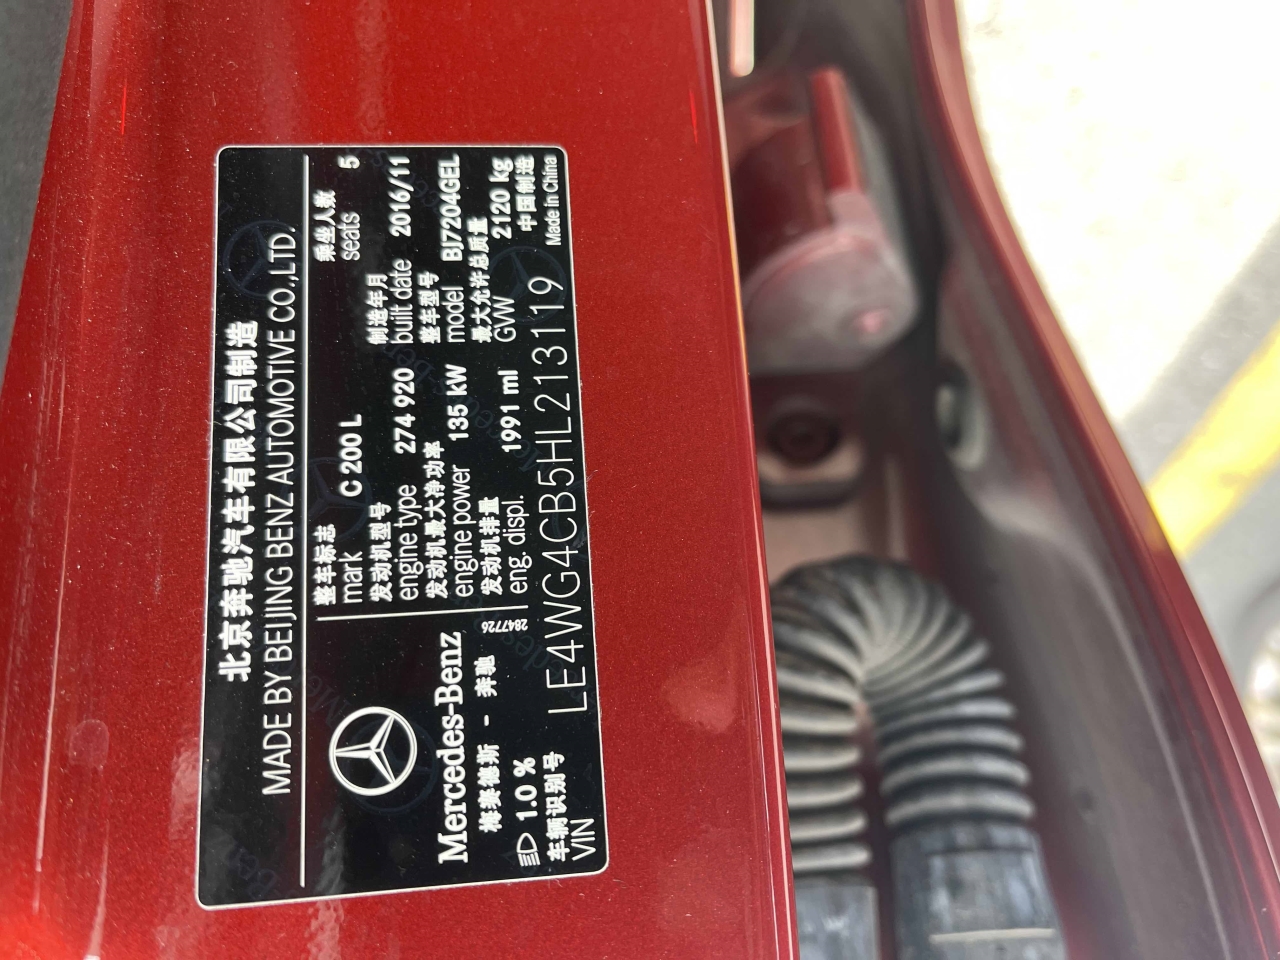 北京奔驰汽车有限公司制造
MADE BY BEIJING BENZ AUTOMOTIVE CO.,LTD.
整车标志
mark C 200 L
乘坐人数
seats 5
发动机型号
engine type 274 920
制造年月
built date 2016/11
发动机最大净功率
engine power 135 kW
整车型号
model BJ7204GEL
发动机排量
eng. displ. 1991 ml
最大允许总质量
GVW 2120 kg
Mercedes-Benz
梅赛德斯 - 奔驰
2847726
1.0 %
中国制造
Made in China
车辆识别号
VIN LE4WG4CB5HL213119